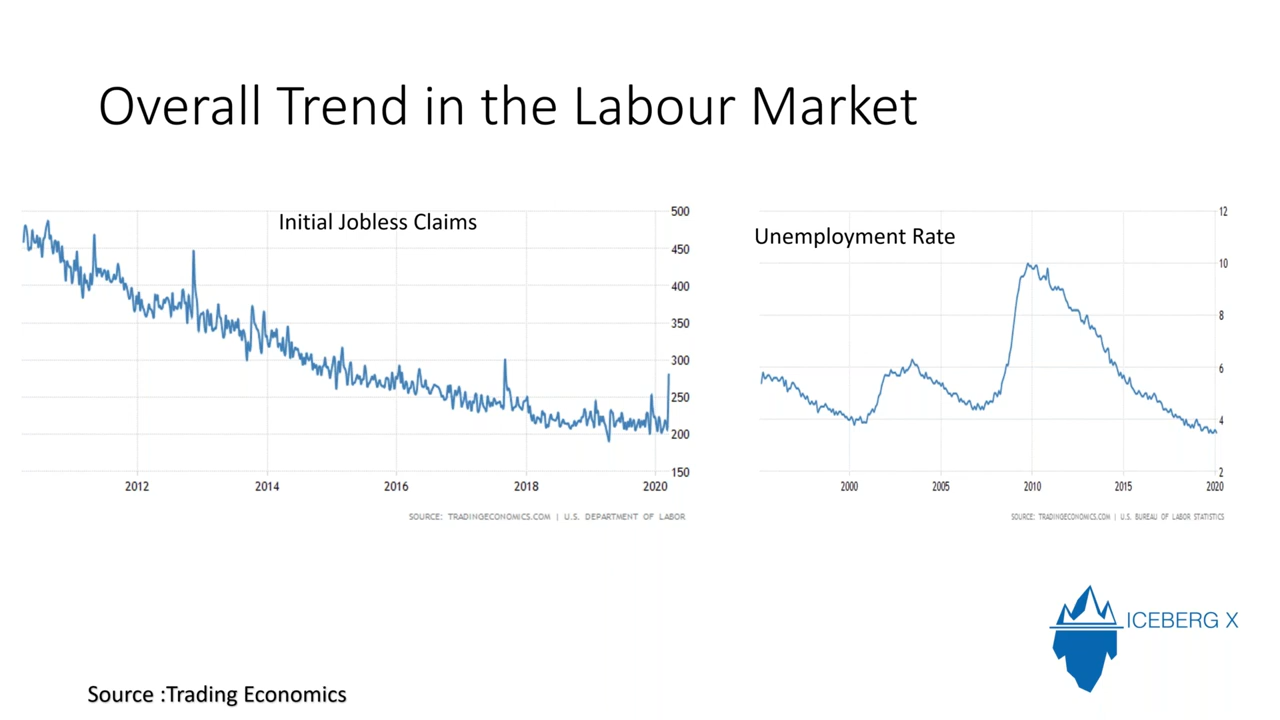 Overall Trend in the Labour Market
Initial Jobless Claims
500
450
400
350
300
250
200
150
2012 2014 2016 2018 2020
SOURCE: TRADINGECONOMICS.COM | U.S. DEPARTMENT OF LABOR
Unemployment Rate
12
10
8
6
4
2
2000 2005 2010 2015 2020
SOURCE: TRADINGECONOMICS.COM | U.S. BUREAU OF LABOR STATISTICS
ICEBERG X
Source :Trading Economics